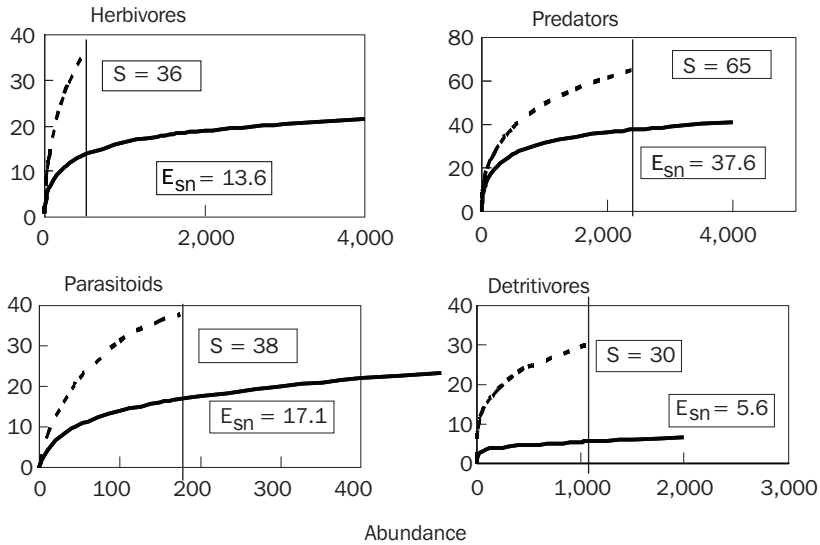 Herbivores
40
30
20
10
0
S = 36
E_sn = 13.6
0 2,000 4,000
Predators
80
60
40
20
0
S = 65
E_sn = 37.6
0 2,000 4,000
Parasitoids
40
30
20
10
0
S = 38
E_sn = 17.1
0 100 200 300 400
Detritivores
40
30
20
10
0
S = 30
E_sn = 5.6
0 1,000 2,000 3,000
Abundance